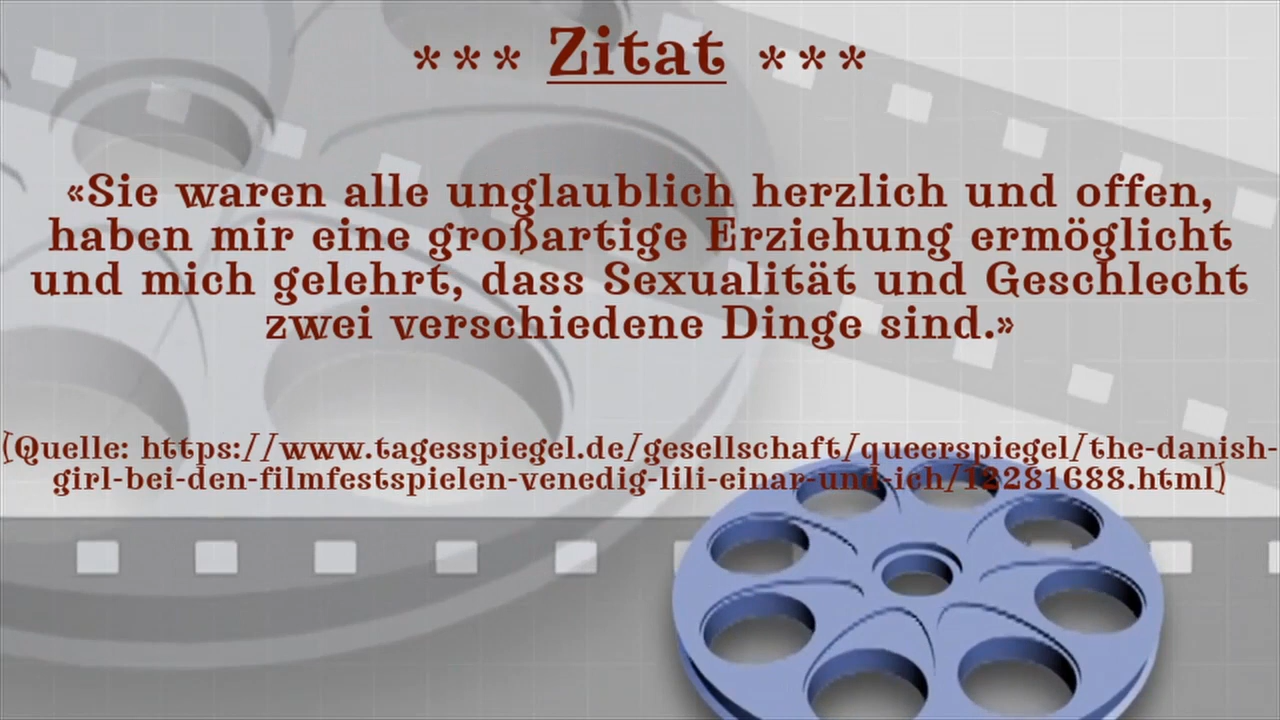 *** Zitat ***
«Sie waren alle unglaublich herzlich und offen,
haben mir eine großartige Erziehung ermöglicht
und mich gelehrt, dass Sexualität und Geschlecht
zwei verschiedene Dinge sind.»
(Quelle: https://www.tagesspiegel.de/gesellschaft/queerspiegel/the-danish-
girl-bei-den-filmfestspielen-venedig-lili-einar-und-ich/12281688.html)